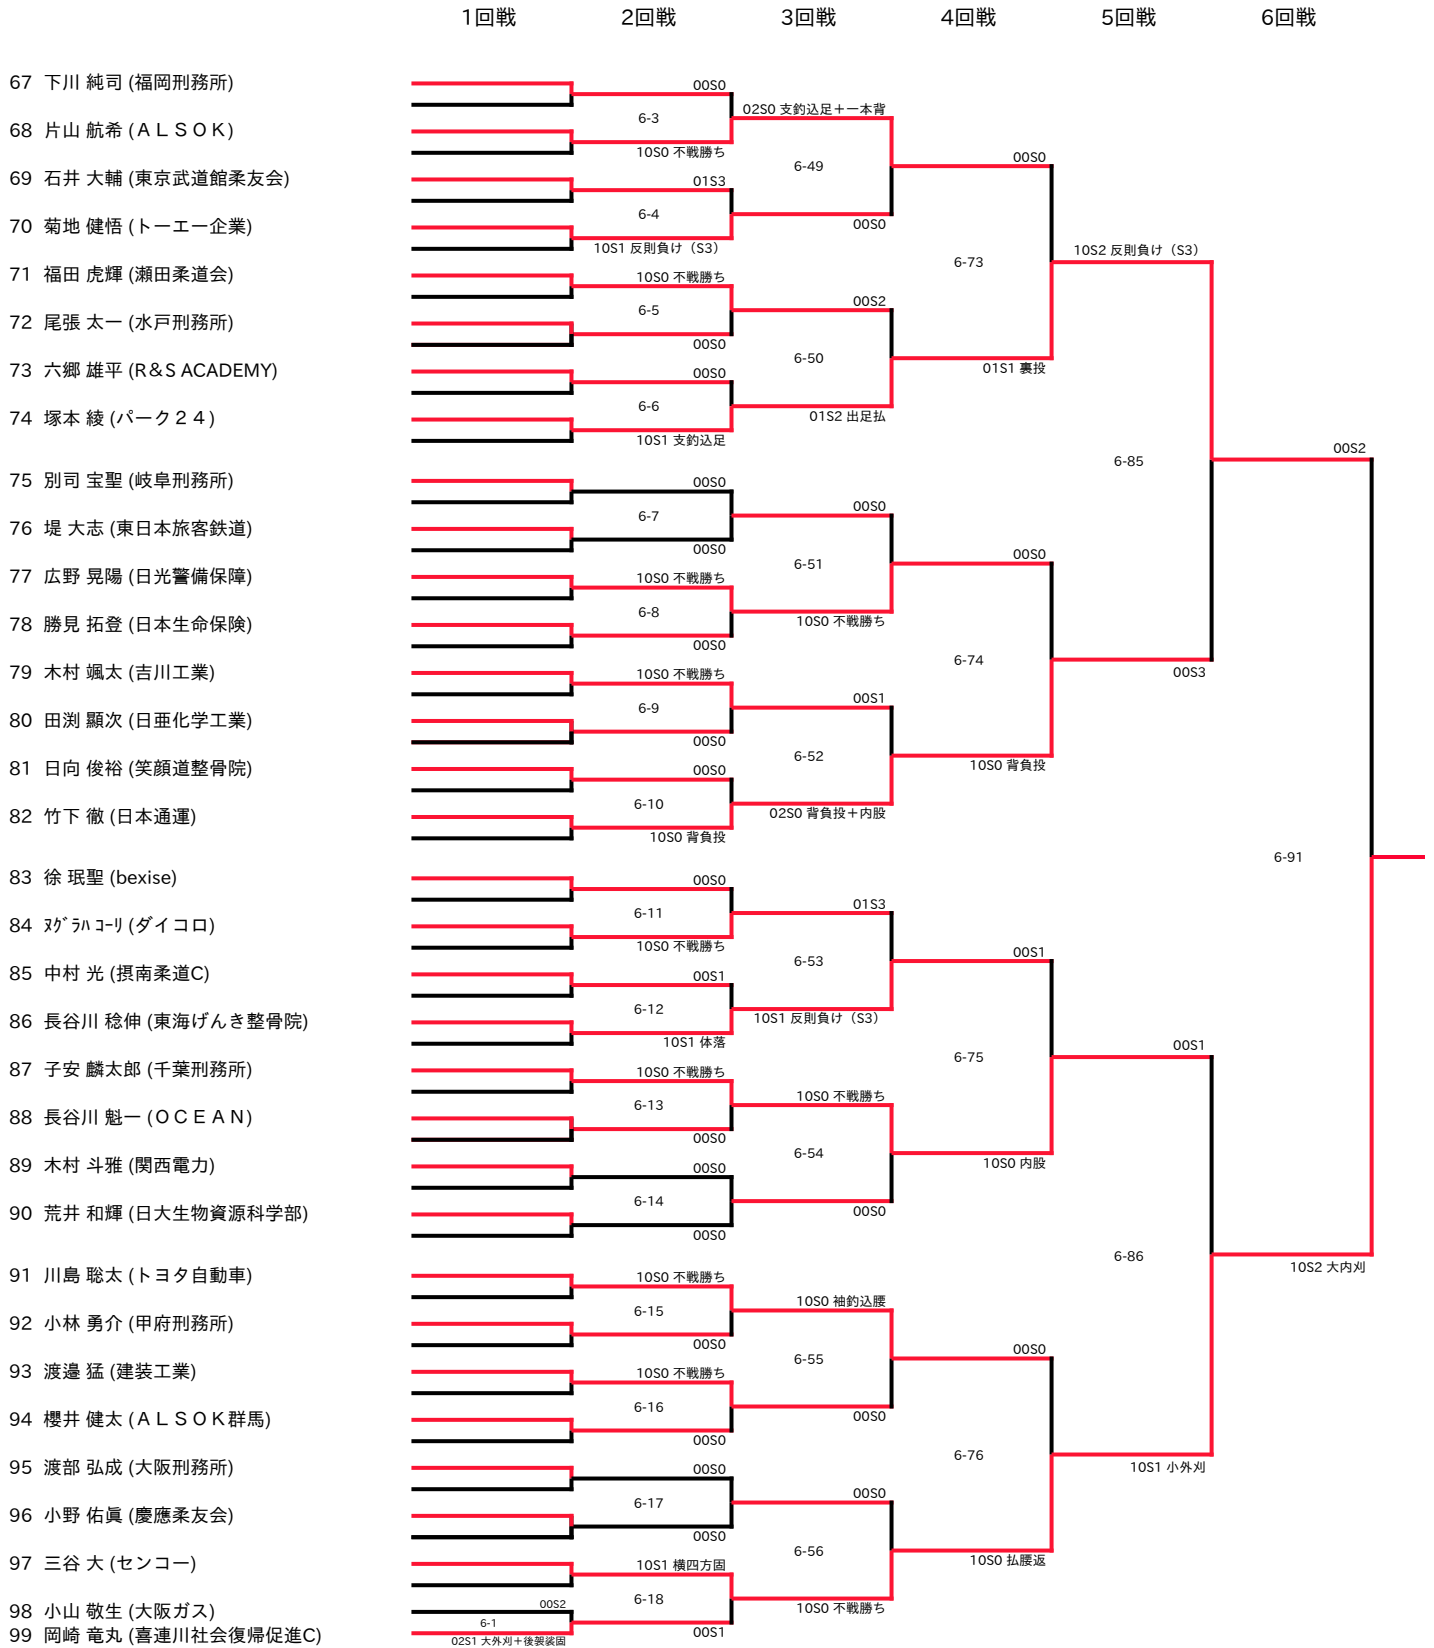 1回戦 2回戦 3回戦 4回戦 5回戦 6回戦
67 下川 純司 (福岡刑務所)
00S0
02S0 支釣込足＋一本背
6-3
68 片山 航希 (ＡＬＳＯＫ)
10S0 不戦勝ち
00S0
6-49
69 石井 大輔 (東京武道館柔友会)
01S3
6-4
00S0
70 菊地 健悟 (トーエー企業)
10S1 反則負け（S3）
10S2 反則負け（S3）
6-73
71 福田 虎輝 (瀬田柔道会)
10S0 不戦勝ち
00S2
6-5
72 尾張 太一 (水戸刑務所)
00S0
6-50
01S1 裏投
73 六郷 雄平 (R＆S ACADEMY)
00S0
6-6
01S2 出足払
74 塚本 綾 (パーク２４)
10S1 支釣込足
00S2
6-85
75 別司 宝聖 (岐阜刑務所)
00S0
00S0
6-7
76 堤 大志 (東日本旅客鉄道)
00S0
00S0
6-51
77 広野 晃陽 (日光警備保障)
10S0 不戦勝ち
6-8
10S0 不戦勝ち
78 勝見 拓登 (日本生命保険)
00S0
6-74
00S3
79 木村 颯太 (吉川工業)
10S0 不戦勝ち
00S1
6-9
80 田渕 顯次 (日亜化学工業)
00S0
6-52
10S0 背負投
81 日向 俊裕 (笑顔道整骨院)
00S0
6-10
02S0 背負投＋内股
82 竹下 徹 (日本通運)
10S0 背負投
6-91
83 徐 珉聖 (bexise)
00S0
01S3
6-11
84 ﾇｸﾞﾗﾊ ｺｰﾘ (ダイコロ)
10S0 不戦勝ち
00S1
6-53
85 中村 光 (摂南柔道C)
00S1
6-12
10S1 反則負け（S3）
86 長谷川 稔伸 (東海げんき整骨院)
10S1 体落
00S1
6-75
87 子安 麟太郎 (千葉刑務所)
10S0 不戦勝ち
10S0 不戦勝ち
6-13
88 長谷川 魁一 (ＯＣＥＡＮ)
00S0
6-54
10S0 内股
89 木村 斗雅 (関西電力)
00S0
6-14
00S0
90 荒井 和輝 (日大生物資源科学部)
00S0
6-86
10S2 大内刈
91 川島 聡太 (トヨタ自動車)
10S0 不戦勝ち
10S0 袖釣込腰
6-15
92 小林 勇介 (甲府刑務所)
00S0
00S0
6-55
93 渡邉 猛 (建装工業)
10S0 不戦勝ち
6-16
00S0
94 櫻井 健太 (ＡＬＳＯＫ群馬)
00S0
6-76
10S1 小外刈
95 渡部 弘成 (大阪刑務所)
00S0
00S0
6-17
96 小野 佑眞 (慶應柔友会)
00S0
6-56
10S0 払腰返
97 三谷 大 (センコー)
10S1 横四方固
6-18
10S0 不戦勝ち
98 小山 敬生 (大阪ガス)
00S2
6-1
00S1
99 岡崎 竜丸 (喜連川社会復帰促進C)
02S1 大外刈＋後袈裟固